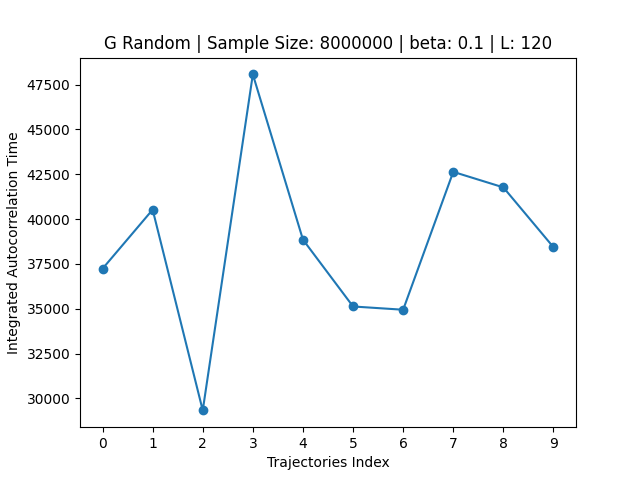 G Random | Sample Size: 8000000 | beta: 0.1 | L: 120
Integrated Autocorrelation Time
47500
45000
42500
40000
37500
35000
32500
30000
0 1 2 3 4 5 6 7 8 9
Trajectories Index